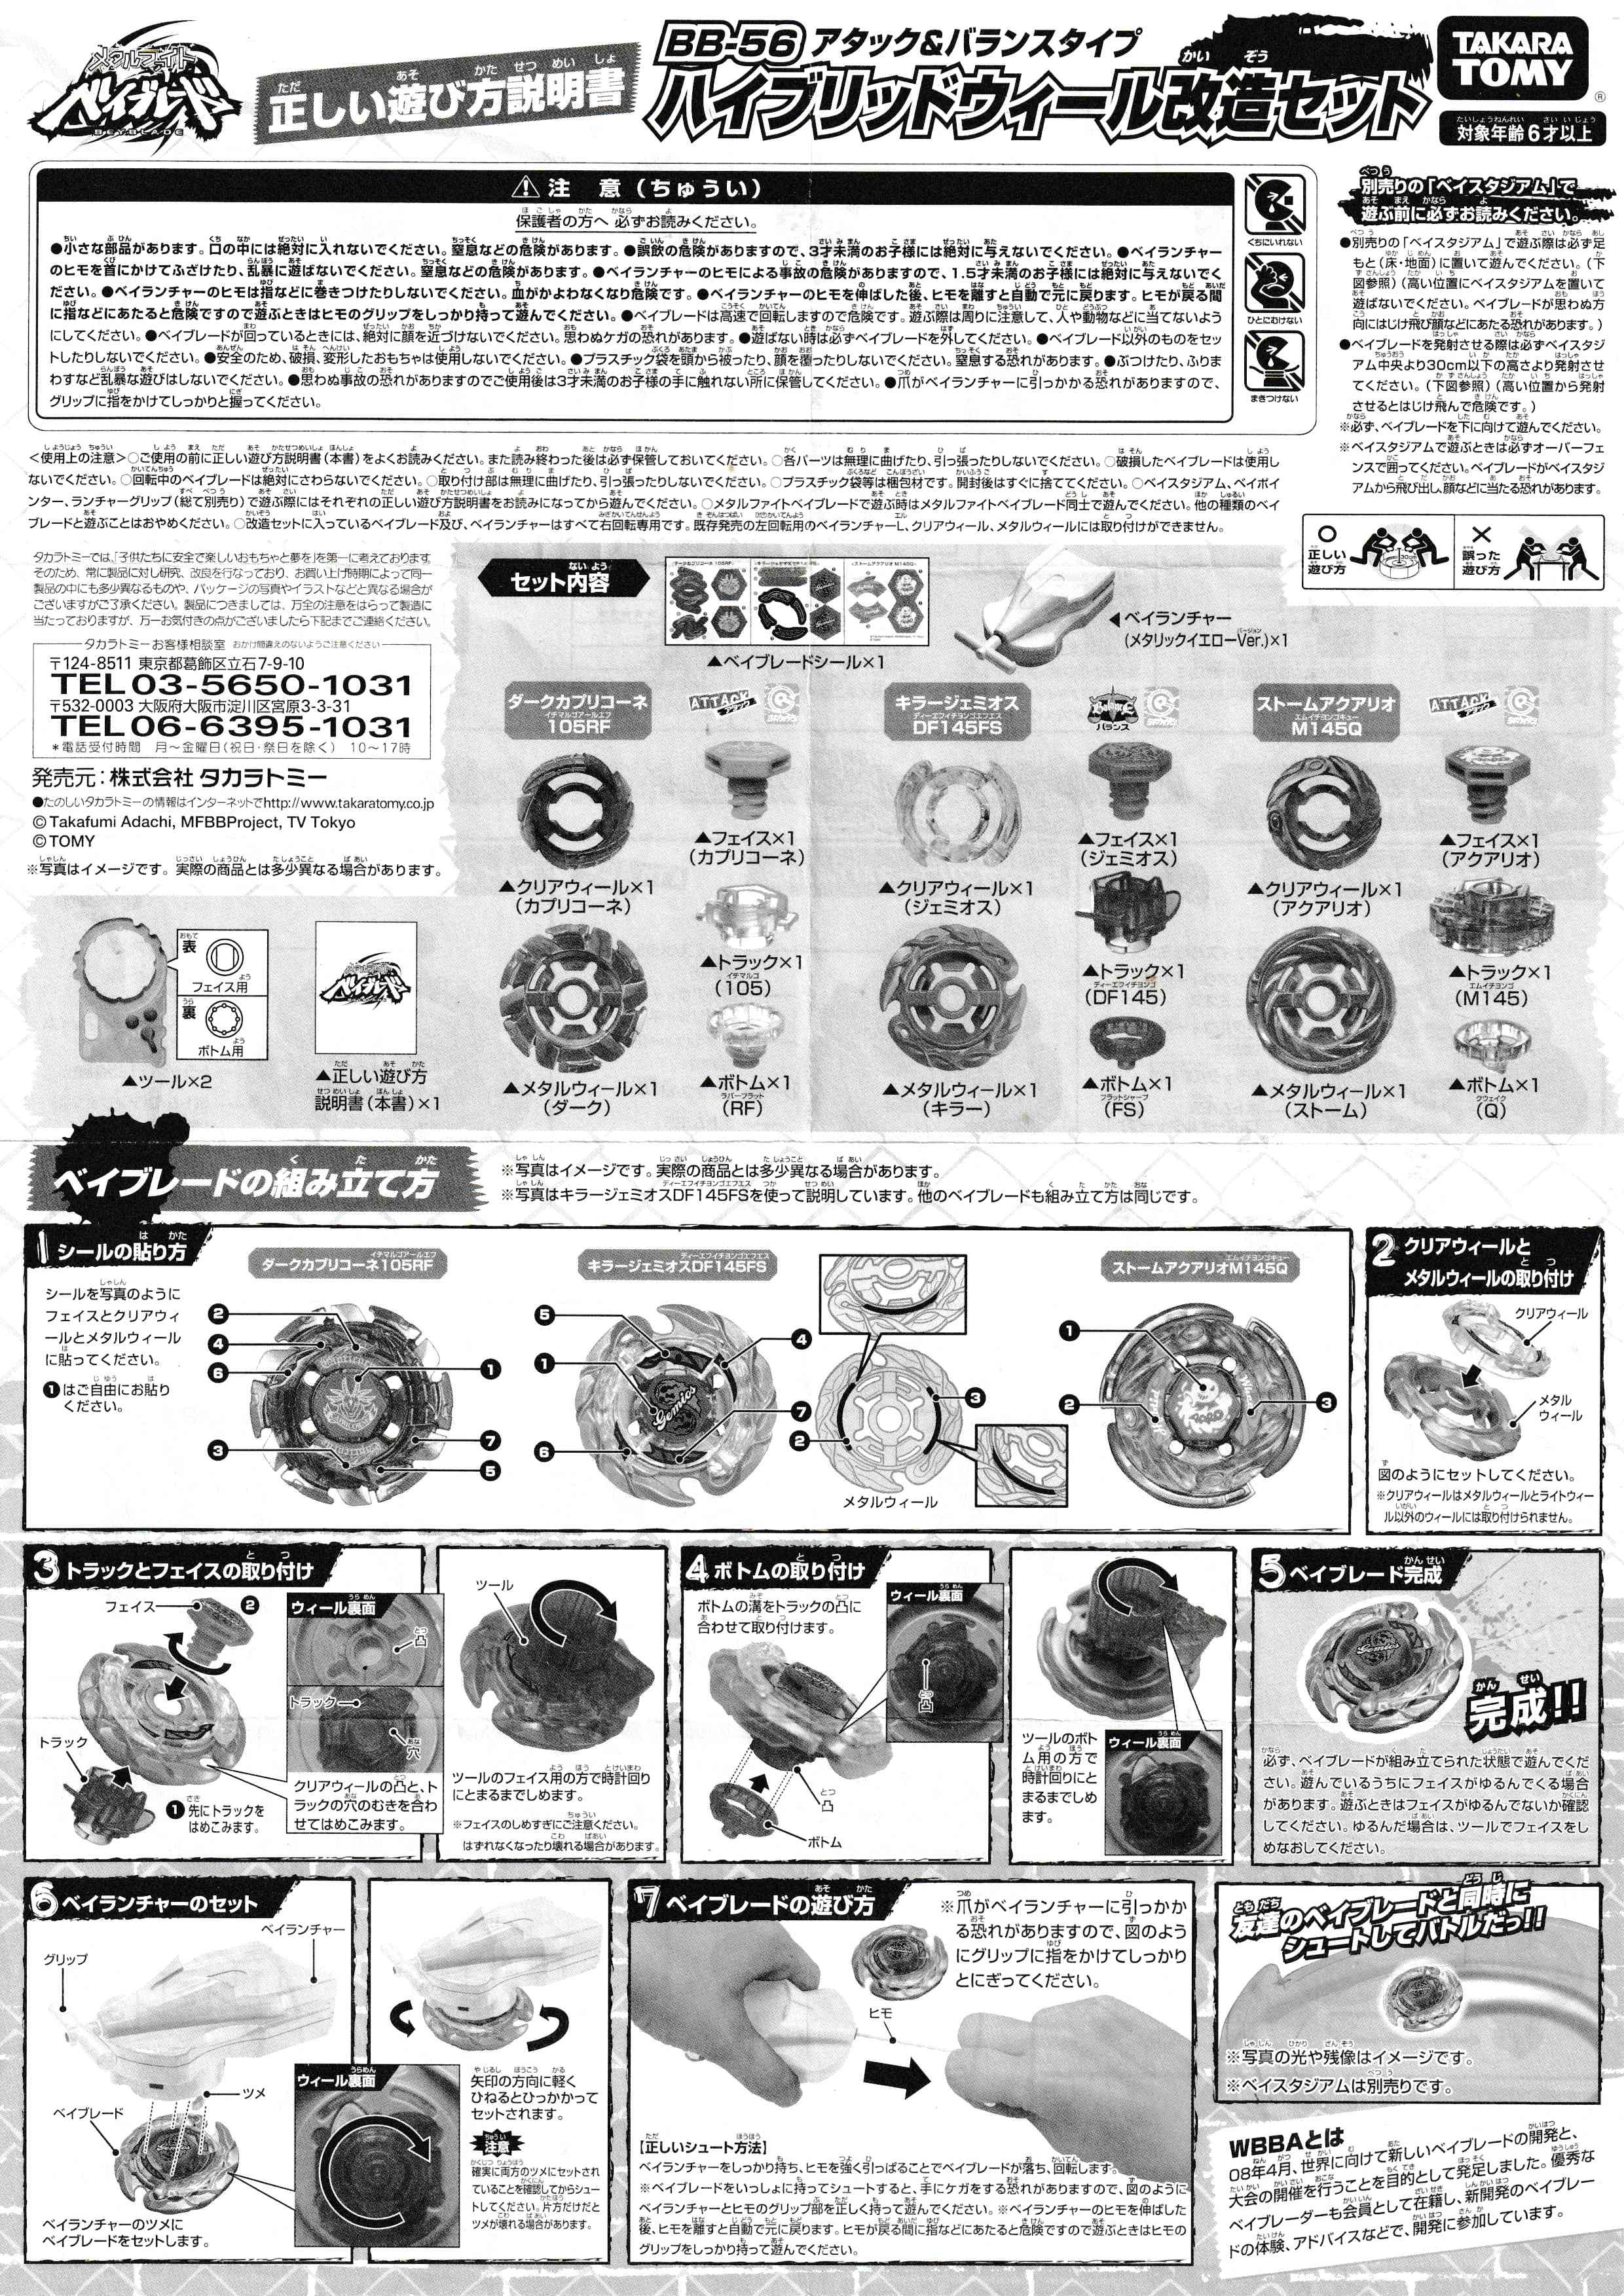 メタルファイト
ベイブレード
BEYBLADE
正しい遊び方説明書
BB-56 アタック&バランスタイプ
ハイブリッドウィール改造セット
TAKARA
TOMY
対象年齢6才以上
注 意(ちゅうい)
保護者の方へ 必ずお読みください。
●小さな部品があります。口の中には絶対に入れないでください。窒息などの危険があります。●誤飲の危険がありますので、3才未満のお子様には絶対に与えないでください。●ベイランチャー
のヒモを首にかけてふざけたり、乱暴に遊ばないでください。窒息などの危険があります。●ベイランチャーのヒモによる事故の危険がありますので、1.5才未満のお子様には絶対に与えないでく
ださい。●ベイランチャーのヒモは指などに巻きつけたりしないでください。血がかよわなくなり危険です。●ベイランチャーのヒモを伸ばした後、ヒモを離すと自動で元に戻ります。ヒモが戻る間
に指などにあたると危険ですので遊ぶときはヒモのグリップをしっかり持って遊んでください。●ベイブレードは高速で回転しますので危険です。遊ぶ際は周りに注意して、人や動物などに当てないよう
にしてください。●ベイブレードが回っているときには、絶対に顔を近づけないでください。思わぬケガの恐れがあります。●遊ばない時は必ずベイブレードを外してください。●ベイブレード以外のものをセッ
トしたりしないでください。●安全のため、破損、変形したおもちゃは使用しないでください。●プラスチック袋を頭から被ったり、顔を覆ったりしないでください。窒息する恐れがあります。●ぶつけたり、ふりま
わすなど乱暴な遊びはしないでください。●思わぬ事故の恐れがありますのでご使用後は3才未満のお子様の手に触れない所に保管してください。●爪がベイランチャーに引っかかる恐れがありますので、
グリップに指をかけてしっかりと握ってください。
くちにいれない
ひとにむけない
まきつけない
別売りの「ベイスタジアム」で
遊ぶ前に必ずお読みください。
●別売りの「ベイスタジアム」で遊ぶ際は必ず足
もと(床・地面)に置いて遊んでください。(下
図参照)(高い位置にベイスタジアムを置いて
遊ばないでください。ベイブレードが思わぬ方
向にはじけ飛び顔などにあたる恐れがあります。)
●ベイブレードを発射させる際は必ずベイスタジ
アム中央より30cm以下の高さより発射させ
てください。(下図参照)(高い位置から発射
させるとはじけ飛んで危険です。)
※必ず、ベイブレードを下に向けて遊んでください。
※ベイスタジアムで遊ぶときは必ずオーバーフェ
ンスで囲ってください。ベイブレードがベイスタジ
アムから飛び出し、顔などに当たる恐れがあります。
○正しい遊び方
×誤った遊び方
<使用上の注意>○ご使用の前に正しい遊び方説明書(本書)をよくお読みください。また読み終わった後は必ず保管しておいてください。○各パーツは無理に曲げたり、引っ張ったりしないでください。○破損したベイブレードは使用し
ないでください。○回転中のベイブレードは絶対にさわらないでください。○取り付け部は無理に曲げたり、引っ張ったりしないでください。○プラスチック袋等は梱包材です。開封後はすぐに捨ててください。○ベイスタジアム、ベイポイ
ンター、ランチャーグリップ(総て別売り)で遊ぶ際にはそれぞれの正しい遊び方説明書をお読みになってから遊んでください。○メタルファイトベイブレードで遊ぶ時はメタルファイトベイブレード同士で遊んでください。他の種類のベイ
ブレードと遊ぶことはおやめください。○改造セットに入っているベイブレード及び、ベイランチャーはすべて右回転専用です。既存発売の左回転用のベイランチャーL、クリアウィール、メタルウィールには取り付けができません。
タカラトミーでは、「子供たちに安全で楽しいおもちゃと夢を」を第一に考えております。
そのため、常に製品に対し研究、改良を行なっており、お買い上げ時期によって同一
製品の中にも多少異なるものや、パッケージの写真やイラストなどと異なる場合が
ございますがご了承ください。製品につきましては、万全の注意をはらって製造に
当たっておりますが、万一お気付きの点がございましたら下記までご連絡ください。
タカラトミーお客様相談室 おかけ間違えのないようご注意ください
〒124-8511 東京都葛飾区立石7-9-10
TEL03-5650-1031
〒532-0003 大阪府大阪市淀川区宮原3-3-31
TEL06-6395-1031
*電話受付時間 月〜金曜日(祝日・祭日を除く) 10〜17時
発売元:株式会社 タカラトミー
●たのしいタカラトミーの情報はインターネットでhttp://www.takaratomy.co.jp
©Takafumi Adachi, MFBBProject, TV Tokyo
©TOMY
※写真はイメージです。実際の商品とは多少異なる場合があります。
セット内容
▲ベイブレードシール×1
◀ベイランチャー
(メタリックイエローVer.)×1
ダークカプリコーネ
105RF
ATTACK
アタック
▲クリアウィール×1
(カプリコーネ)
▲フェイス×1
(カプリコーネ)
▲トラック×1
(105)
▲メタルウィール×1
(ダーク)
▲ボトム×1
(RF)
キラージェミオス
DF145FS
バランス
▲クリアウィール×1
(ジェミオス)
▲フェイス×1
(ジェミオス)
▲トラック×1
(DF145)
▲メタルウィール×1
(キラー)
▲ボトム×1
(FS)
ストームアクアリオ
M145Q
ATTACK
アタック
▲クリアウィール×1
(アクアリオ)
▲フェイス×1
(アクアリオ)
▲トラック×1
(M145)
▲メタルウィール×1
(ストーム)
▲ボトム×1
(Q)
表
フェイス用
裏
ボトム用
▲ツール×2
▲正しい遊び方
説明書(本書)×1
ベイブレードの組み立て方
※写真はイメージです。実際の商品とは多少異なる場合があります。
※写真はキラージェミオスDF145FSを使って説明しています。他のベイブレードも組み立て方は同じです。
1 シールの貼り方
シールを写真のように
フェイスとクリアウィ
ールとメタルウィール
に貼ってください。
❶はご自由にお貼り
ください。
ダークカプリコーネ105RF
キラージェミオスDF145FS
メタルウィール
ストームアクアリオM145Q
2 クリアウィールと
メタルウィールの取り付け
クリアウィール
メタル
ウィール
図のようにセットしてください。
※クリアウィールはメタルウィールとライトウィー
ル以外のウィールには取り付けられません。
3 トラックとフェイスの取り付け
フェイス
❷
トラック
❶先にトラックを
はめこみます。
ウィール裏面
凸
トラック
穴
クリアウィールの凸と、ト
ラックの穴のむきを合わ
せてはめこみます。
ツール
ツールのフェイス用の方で時計回り
にとまるまでしめます。
※フェイスのしめすぎにご注意ください。
はずれなくなったり壊れる場合があります。
4 ボトムの取り付け
ボトムの溝をトラックの凸に
合わせて取り付けます。
ウィール裏面
凸
凸
ボトム
ツールのボト
ム用の方で
時計回りにと
まるまでしめ
ます。
ウィール裏面
5 ベイブレード完成
完成!!
必ず、ベイブレードが組み立てられた状態で遊んでくだ
さい。遊んでいるうちにフェイスがゆるんでくる場合
があります。遊ぶときはフェイスがゆるんでないか確認
してください。ゆるんだ場合は、ツールでフェイスをし
めなおしてください。
6 ベイランチャーのセット
ベイランチャー
グリップ
ツメ
ベイブレード
ベイランチャーのツメに
ベイブレードをセットします。
ウィール裏面
矢印の方向に軽く
ひねるとひっかかって
セットされます。
注意
確実に両方のツメにセットされ
ていることを確認してからシュー
トしてください。片方だけだと
ツメが壊れる場合があります。
7 ベイブレードの遊び方
※爪がベイランチャーに引っかか
る恐れがありますので、図のよう
にグリップに指をかけてしっかり
とにぎってください。
ヒモ
【正しいシュート方法】
ベイランチャーをしっかり持ち、ヒモを強く引っぱることでベイブレードが落ち、回転します。
※ベイブレードをいっしょに持ってシュートすると、手にケガをする恐れがありますので、図のように
ベイランチャーとヒモのグリップ部を正しく持って遊んでください。※ベイランチャーのヒモを伸ばした
後、ヒモを離すと自動で元に戻ります。ヒモが戻る間に指などにあたると危険ですので遊ぶときはヒモの
グリップをしっかり持って遊んでください。
友達のベイブレードと同時に
シュートしてバトルだっ!!
※写真の光や残像はイメージです。
※ベイスタジアムは別売りです。
WBBAとは
08年4月、世界に向けて新しいベイブレードの開発と、
大会の開催を行うことを目的として発足しました。優秀な
ベイブレーダーも会員として在籍し、新開発のベイブレー
ドの体験、アドバイスなどで、開発に参加しています。